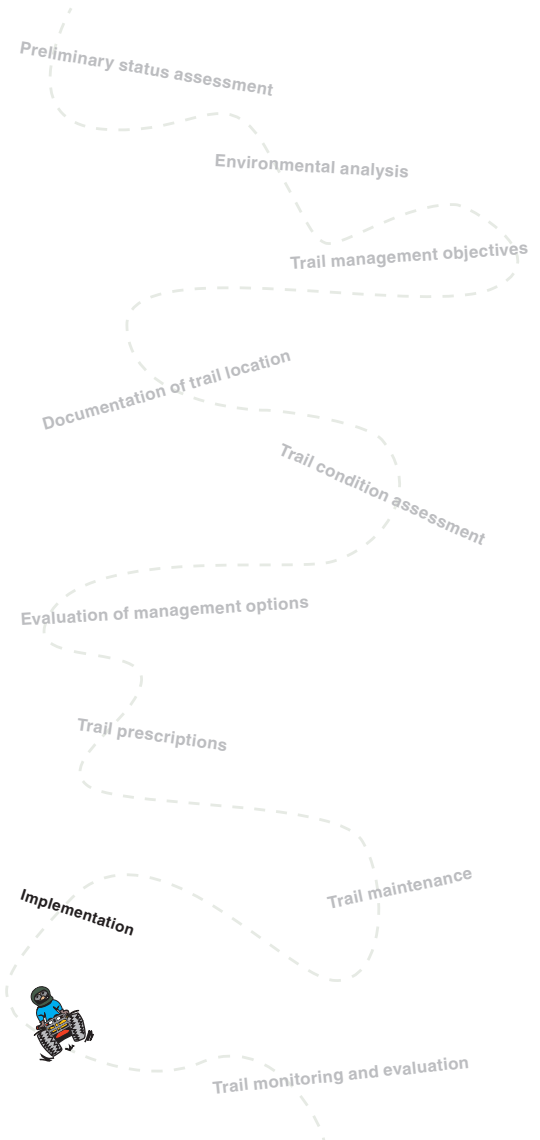 Preliminary status assessment
Environmental analysis
Trail management objectives
Documentation of trail location
Trail condition assessment
Evaluation of management options
Trail prescriptions
Trail maintenance
Implementation
Trail monitoring and evaluation